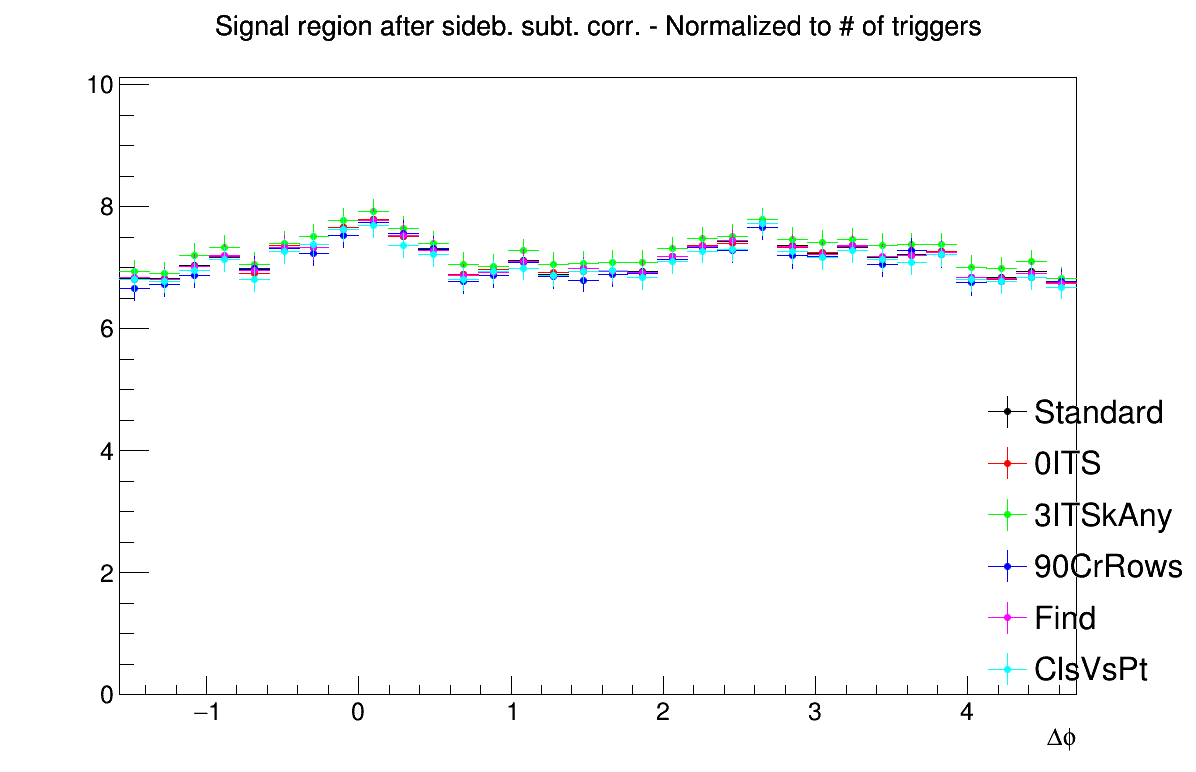 Signal region after sideb. subt. corr. - Normalized to # of triggers
10
8
6
4
2
0
−1 0 1 2 3 4
Δϕ
Standard
0ITS
3ITSkAny
90CrRows
Find
ClsVsPt